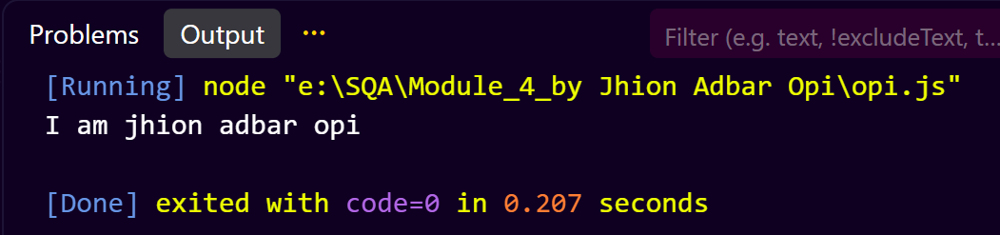 Problems Output ··· Filter (e.g. text, !excludeText, t...
[Running] node "e:\SQA\Module_4_by Jhion Adbar Opi\opi.js"
I am jhion adbar opi
[Done] exited with code=0 in 0.207 seconds